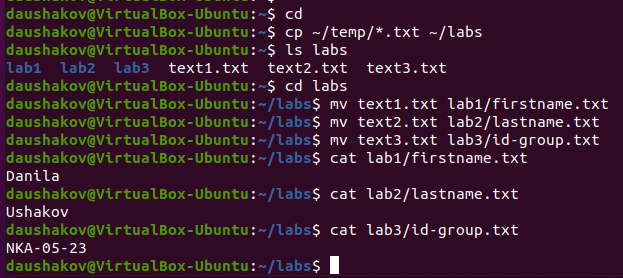 daushakov@VirtualBox-Ubuntu:~$ cd
daushakov@VirtualBox-Ubuntu:~$ cp ~/temp/*.txt ~/labs
daushakov@VirtualBox-Ubuntu:~$ ls labs
lab1 lab2 lab3 text1.txt text2.txt text3.txt
daushakov@VirtualBox-Ubuntu:~$ cd labs
daushakov@VirtualBox-Ubuntu:~/labs$ mv text1.txt lab1/firstname.txt
daushakov@VirtualBox-Ubuntu:~/labs$ mv text2.txt lab2/lastname.txt
daushakov@VirtualBox-Ubuntu:~/labs$ mv text3.txt lab3/id-group.txt
daushakov@VirtualBox-Ubuntu:~/labs$ cat lab1/firstname.txt
Danila
daushakov@VirtualBox-Ubuntu:~/labs$ cat lab2/lastname.txt
Ushakov
daushakov@VirtualBox-Ubuntu:~/labs$ cat lab3/id-group.txt
NKA-05-23
daushakov@VirtualBox-Ubuntu:~/labs$